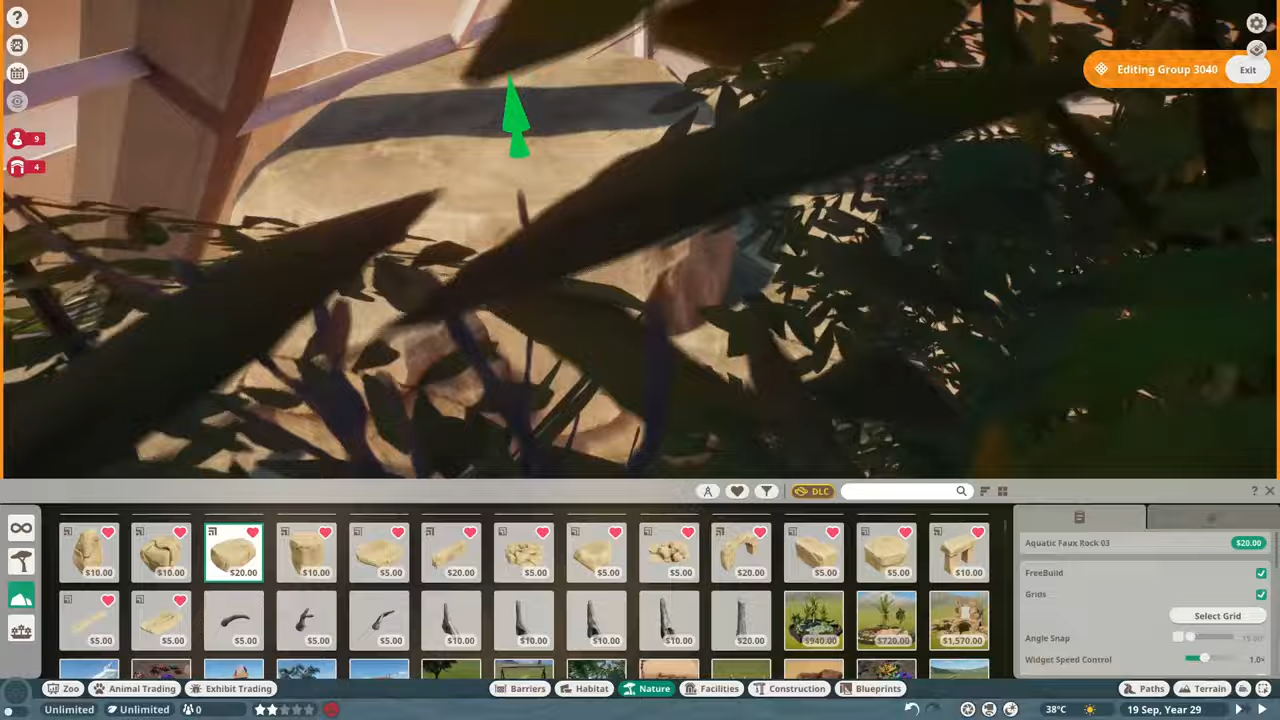 ?
Editing Group 3040
Exit
9
4
DLC
?
$10.00 $10.00 $20.00 $10.00 $5.00 $20.00 $5.00 $5.00 $5.00 $20.00 $5.00 $5.00 $10.00
$5.00 $5.00 $5.00 $5.00 $5.00 $10.00 $10.00 $10.00 $10.00 $20.00 $940.00 $720.00 $1,570.00
Aquatic Faux Rock 03 $20.00
FreeBuild
Grids
Select Grid
Angle Snap
Widget Speed Control 1.0×
Zoo Animal Trading Exhibit Trading Barriers Habitat Nature Facilities Construction Blueprints Paths Terrain
Unlimited Unlimited 0 38°C 19 Sep, Year 29